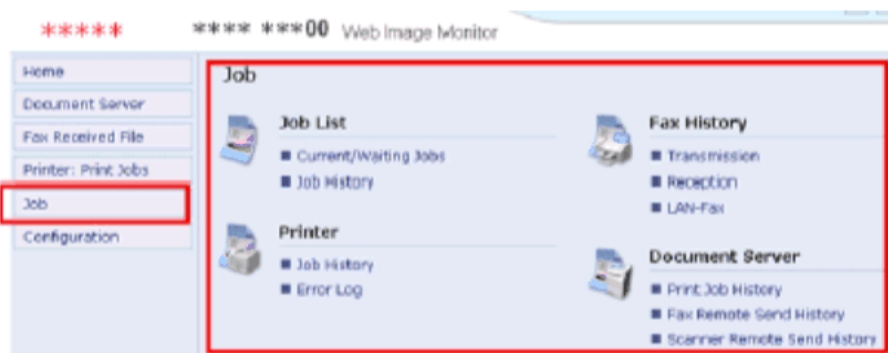 ***** **** ***00 Web Image Monitor
Home
Document Server
Fax Received File
Printer: Print Jobs
Job
Configuration
Job
Job List
Current/Waiting Jobs
Job History
Printer
Job History
Error Log
Fax History
Transmission
Reception
LAN-Fax
Document Server
Print Job History
Fax Remote Send History
Scanner Remote Send History